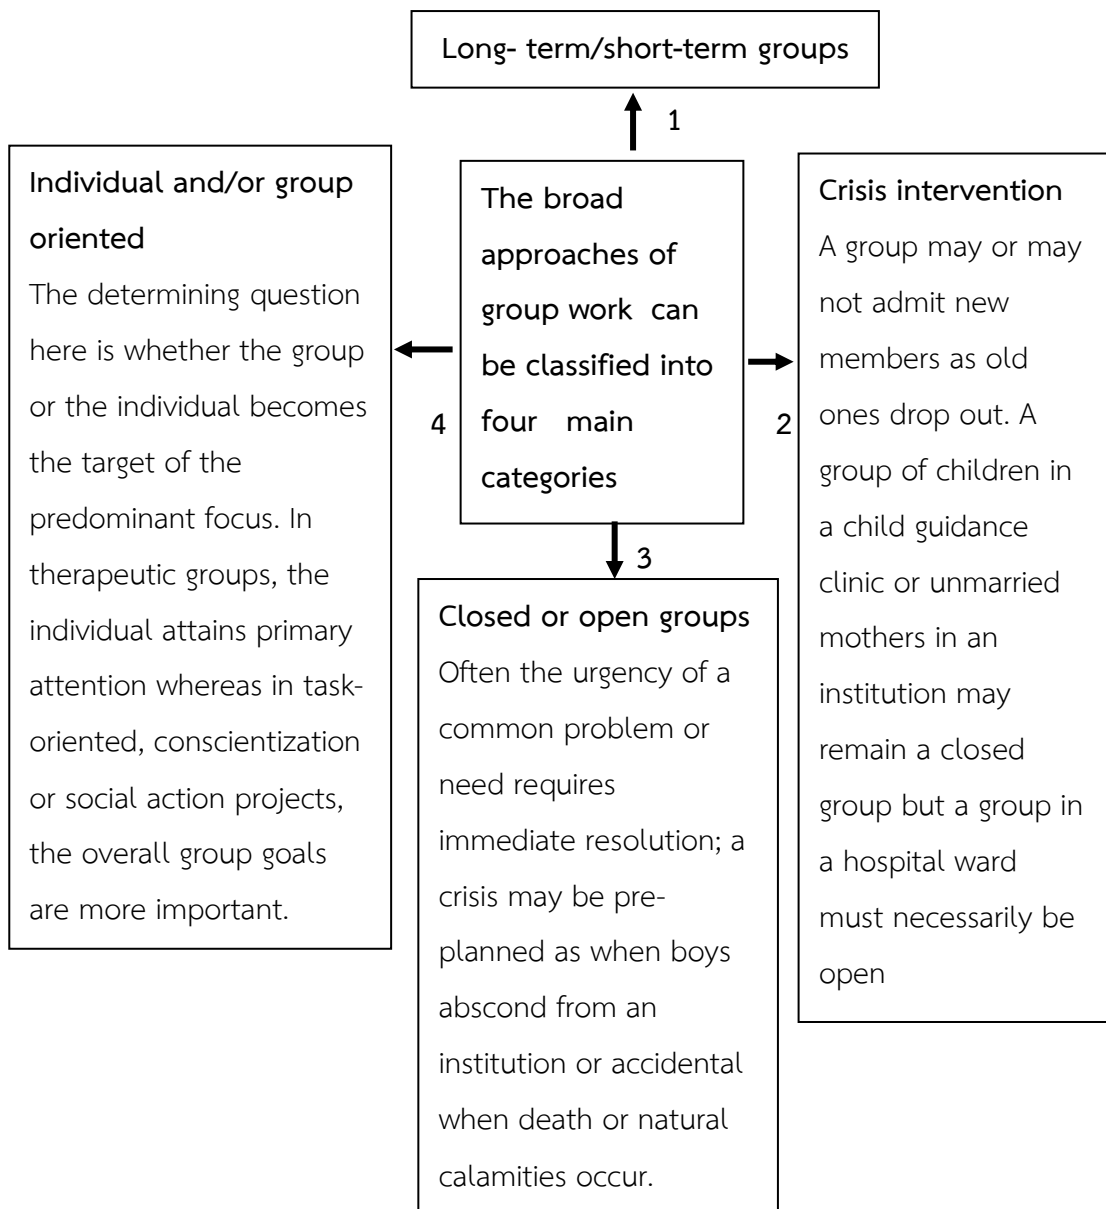 Long- term/short-term groups
1
The broad
approaches of
group work can
be classified into
four main
categories
Crisis intervention
A group may or may
not admit new
members as old
ones drop out. A
group of children in
a child guidance
clinic or unmarried
mothers in an
institution may
remain a closed
group but a group in
a hospital ward
must necessarily be
open
2
3
Closed or open groups
Often the urgency of a
common problem or
need requires
immediate resolution; a
crisis may be pre-
planned as when boys
abscond from an
institution or accidental
when death or natural
calamities occur.
4
Individual and/or group
oriented
The determining question
here is whether the group
or the individual becomes
the target of the
predominant focus. In
therapeutic groups, the
individual attains primary
attention whereas in task-
oriented, conscientization
or social action projects,
the overall group goals
are more important.